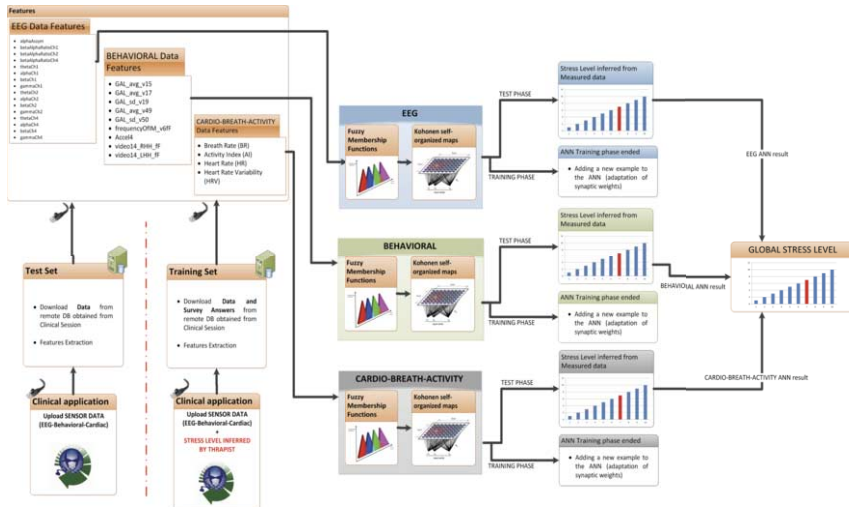 Features
EEG Data Features
• alphaAssym
• betaAlphaRatioCh1
• betaAlphaRatioCh2
• betaAlphaRatioCh4
• thetaCh1
• alphaCh1
• betaCh1
• gammaCh1
• thetaCh2
• alphaCh2
• betaCh2
• gammaCh2
• thetaCh4
• alphaCh4
• betaCh4
• gammaCh4
BEHAVIORAL Data
Features
• GAL_avg_v15
• GAL_avg_v17
• GAL_sd_v19
• GAL_avg_v49
• GAL_sd_v50
• frequencyOfIM_v6fF
• Accel4
• video14_RHH_fF
• video14_LHH_fF
CARDIO-BREATH-ACTIVITY
Data Features
• Breath Rate (BR)
• Activity Index (AI)
• Heart Rate (HR)
• Heart Rate Variability
(HRV)
Test Set
• Download Data from
remote DB obtained from
Clinical Session
• Features Extraction
Training Set
• Download Data and
Survey Answers from
remote DB obtained from
Clinical Session
• Features Extraction
Clinical application
Upload SENSOR DATA
(EEG-Behavioral-Cardiac)
Clinical application
Upload SENSOR DATA
(EEG-Behavioral-Cardiac)
+
STRESS LEVEL INFERRED
BY THRAPIST
EEG
Fuzzy
Membership
Functions
Kohonen self-
organized maps
TEST PHASE
TRAINING PHASE
Stress Level inferred from
Measured data
ANN Training phase ended
• Adding a new example to
the ANN (adaptation of
synaptic weights)
BEHAVIORAL
Fuzzy
Membership
Functions
Kohonen self-
organized maps
TEST PHASE
TRAINING PHASE
Stress Level inferred from
Measured data
ANN Training phase ended
• Adding a new example to
the ANN (adaptation of
synaptic weights)
CARDIO-BREATH-ACTIVITY
Fuzzy
Membership
Functions
Kohonen self-
organized maps
TEST PHASE
TRAINING PHASE
Stress Level inferred from
Measured data
ANN Training phase ended
• Adding a new example to
the ANN (adaptation of
synaptic weights)
EEG ANN result
BEHAVIORAL ANN result
CARDIO-BREATH-ACTIVITY ANN result
GLOBAL STRESS LEVEL